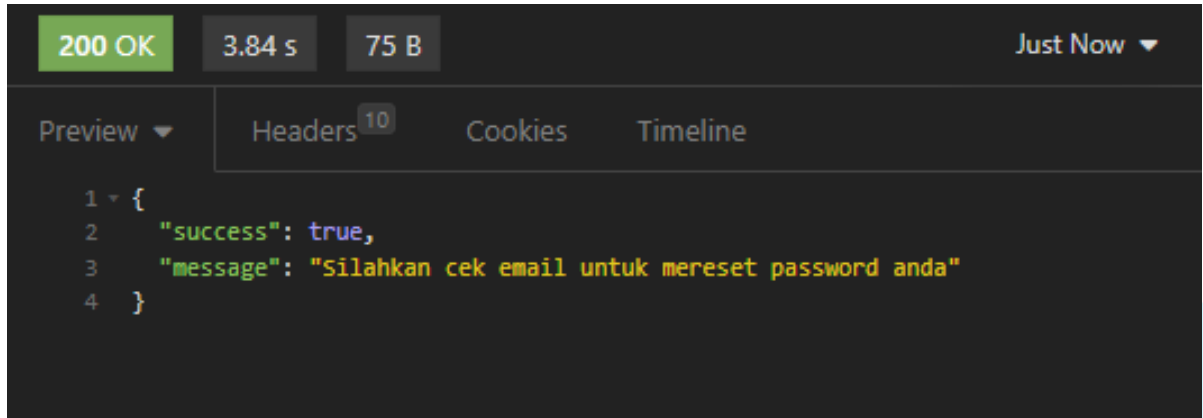 200 OK 3.84 s 75 B Just Now
Preview Headers 10 Cookies Timeline
1 {
2 "success": true,
3 "message": "Silahkan cek email untuk mereset password anda"
4 }